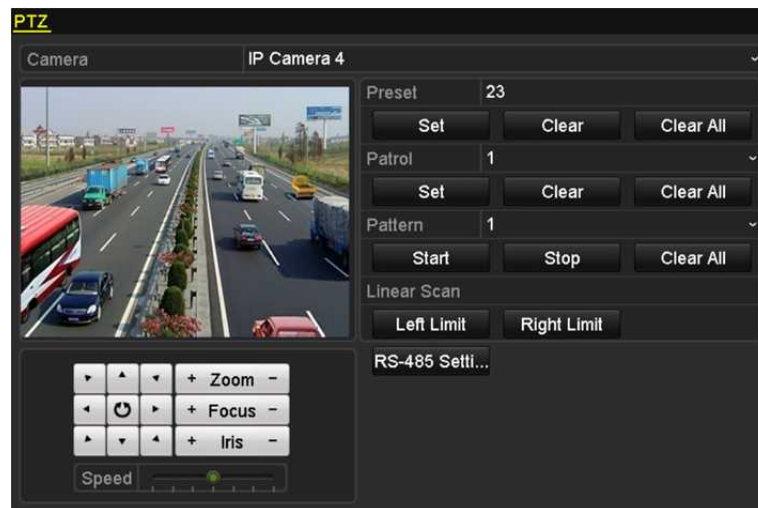 PTZ
Camera IP Camera 4
Preset 23
Set Clear Clear All
Patrol 1
Set Clear Clear All
Pattern 1
Start Stop Clear All
Linear Scan
Left Limit Right Limit
RS-485 Setti...
+ Zoom -
+ Focus -
+ Iris -
Speed